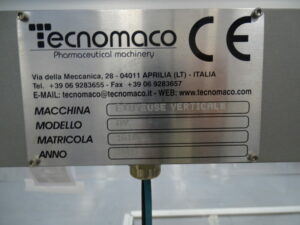 Tecnomaco CE
Pharmaceutical machinery
Via della Meccanica, 28 - 04011 APRILIA (LT) - ITALIA
Tel. +39 06 9283655 - Fax +39 06 9283657
E-MAIL: tecnomaco@tecnomaco.it - WEB: www.tecnomaco.com
MACCHINA VERTICALE
MODELLO
MATRICOLA
ANNO